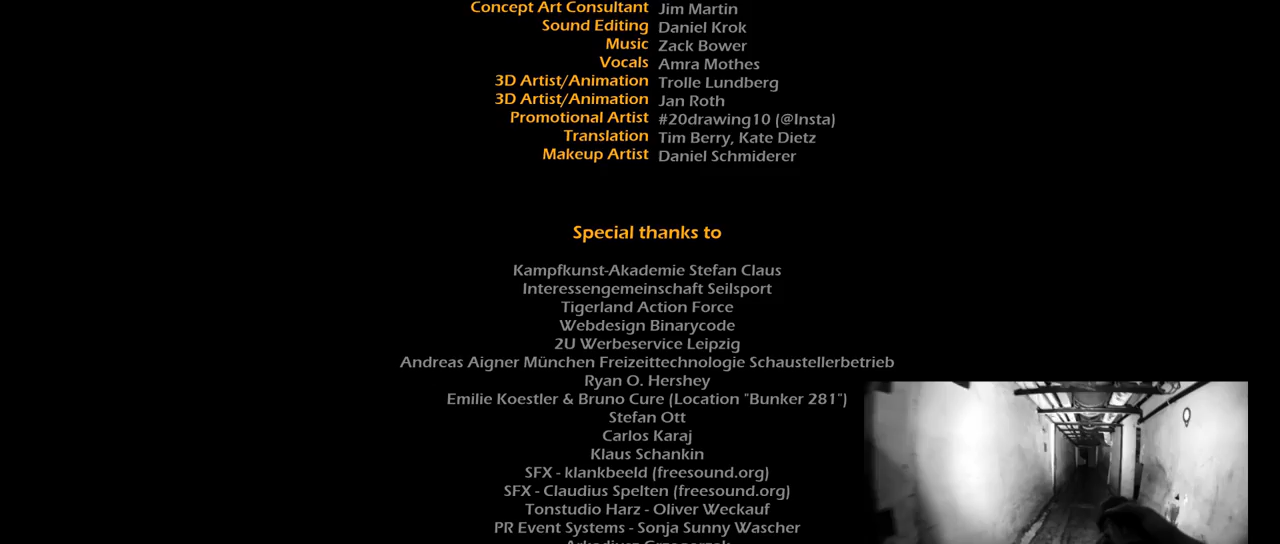 Concept Art Consultant Jim Martin
Sound Editing Daniel Krok
Music Zack Bower
Vocals Amra Mothes
3D Artist/Animation Trolle Lundberg
3D Artist/Animation Jan Roth
Promotional Artist #20drawing10 (@Insta)
Translation Tim Berry, Kate Dietz
Makeup Artist Daniel Schmiderer
Special thanks to
Kampfkunst-Akademie Stefan Claus
Interessengemeinschaft Seilsport
Tigerland Action Force
Webdesign Binarycode
2U Werbeservice Leipzig
Andreas Aigner München Freizeittechnologie Schaustellerbetrieb
Ryan O. Hershey
Emilie Koestler & Bruno Cure (Location "Bunker 281")
Stefan Ott
Carlos Karaj
Klaus Schankin
SFX - klankbeeld (freesound.org)
SFX - Claudius Spelten (freesound.org)
Tonstudio Harz - Oliver Weckauf
PR Event Systems - Sonja Sunny Wascher